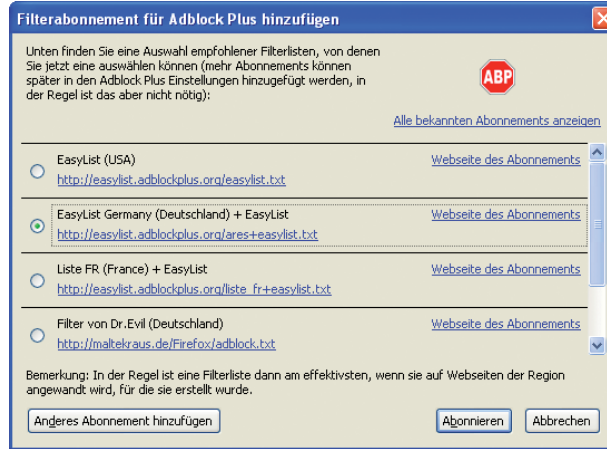 Filterabonnement für Adblock Plus hinzufügen
Unten finden Sie eine Auswahl empfohlener Filterlisten, von denen
Sie jetzt eine auswählen können (mehr Abonnements können
später in den Adblock Plus Einstellungen hinzugefügt werden, in
der Regel ist das aber nicht nötig):
ABP
Alle bekannten Abonnements anzeigen
EasyList (USA) Webseite des Abonnements
http://easylist.adblockplus.org/easylist.txt
EasyList Germany (Deutschland) + EasyList Webseite des Abonnements
http://easylist.adblockplus.org/ares+easylist.txt
Liste FR (France) + EasyList Webseite des Abonnements
http://easylist.adblockplus.org/liste_fr+easylist.txt
Filter von Dr.Evil (Deutschland) Webseite des Abonnements
http://maltekraus.de/Firefox/adblock.txt
Bemerkung: In der Regel ist eine Filterliste dann am effektivsten, wenn sie auf Webseiten der Region
angewandt wird, für die sie erstellt wurde.
Anderes Abonnement hinzufügen Abonnieren Abbrechen